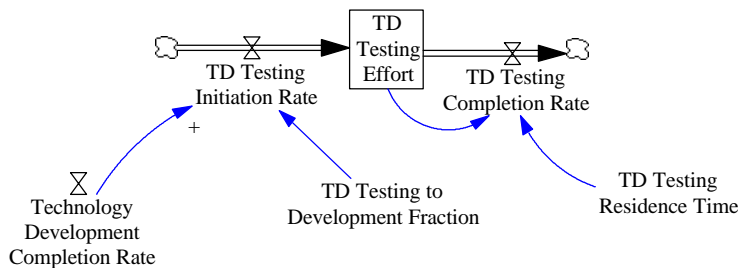 TD
Testing
Effort
TD Testing
Initiation Rate
TD Testing
Completion Rate
+
TD Testing to
Development Fraction
TD Testing
Residence Time
Technology
Development
Completion Rate